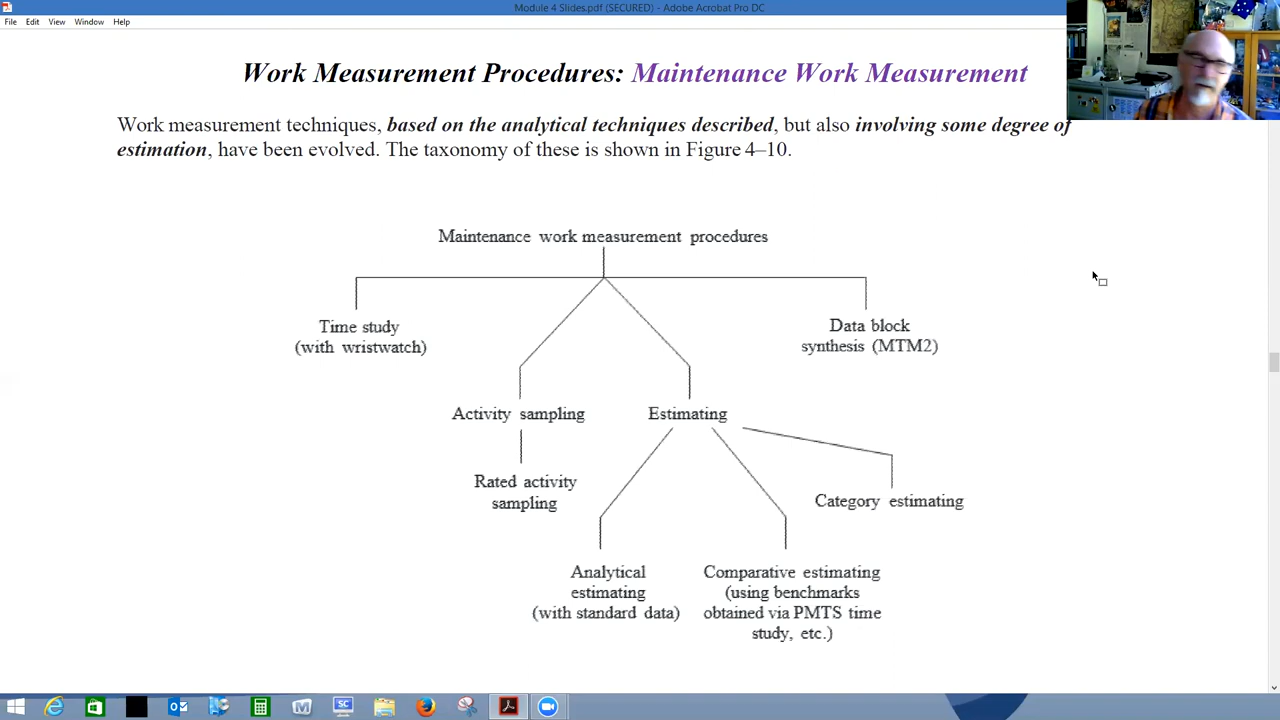 Module 4 Slides.pdf (SECURED) - Adobe Acrobat Pro DC
File Edit View Window Help
Work Measurement Procedures: Maintenance Work Measurement
Work measurement techniques, based on the analytical techniques described, but also involving some degree of
estimation, have been evolved. The taxonomy of these is shown in Figure 4–10.
Maintenance work measurement procedures
Time study
(with wristwatch)
Data block
synthesis (MTM2)
Activity sampling
Estimating
Rated activity
sampling
Category estimating
Analytical
estimating
(with standard data)
Comparative estimating
(using benchmarks
obtained via PMTS time
study, etc.)
SC